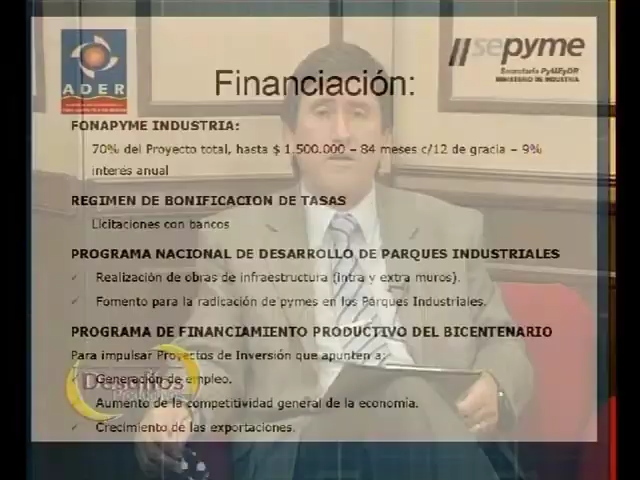 ADER
sepyme
Secretaría PyMEyDR
MINISTERIO DE INDUSTRIA
Financiación:
FONAPYME INDUSTRIA:
70% del Proyecto total, hasta $ 1.500.000 – 84 meses c/12 de gracia – 9%
interés anual
REGIMEN DE BONIFICACION DE TASAS
Licitaciones con bancos
PROGRAMA NACIONAL DE DESARROLLO DE PARQUES INDUSTRIALES
✓ Realización de obras de infraestructura (intra y extra muros).
✓ Fomento para la radicación de pymes en los Parques Industriales.
PROGRAMA DE FINANCIAMIENTO PRODUCTIVO DEL BICENTENARIO
Para impulsar Proyectos de Inversión que apunten a:
✓ Generación de empleo.
Desafíos
Aumento de la competitividad general de la economía.
✓ Crecimiento de las exportaciones.